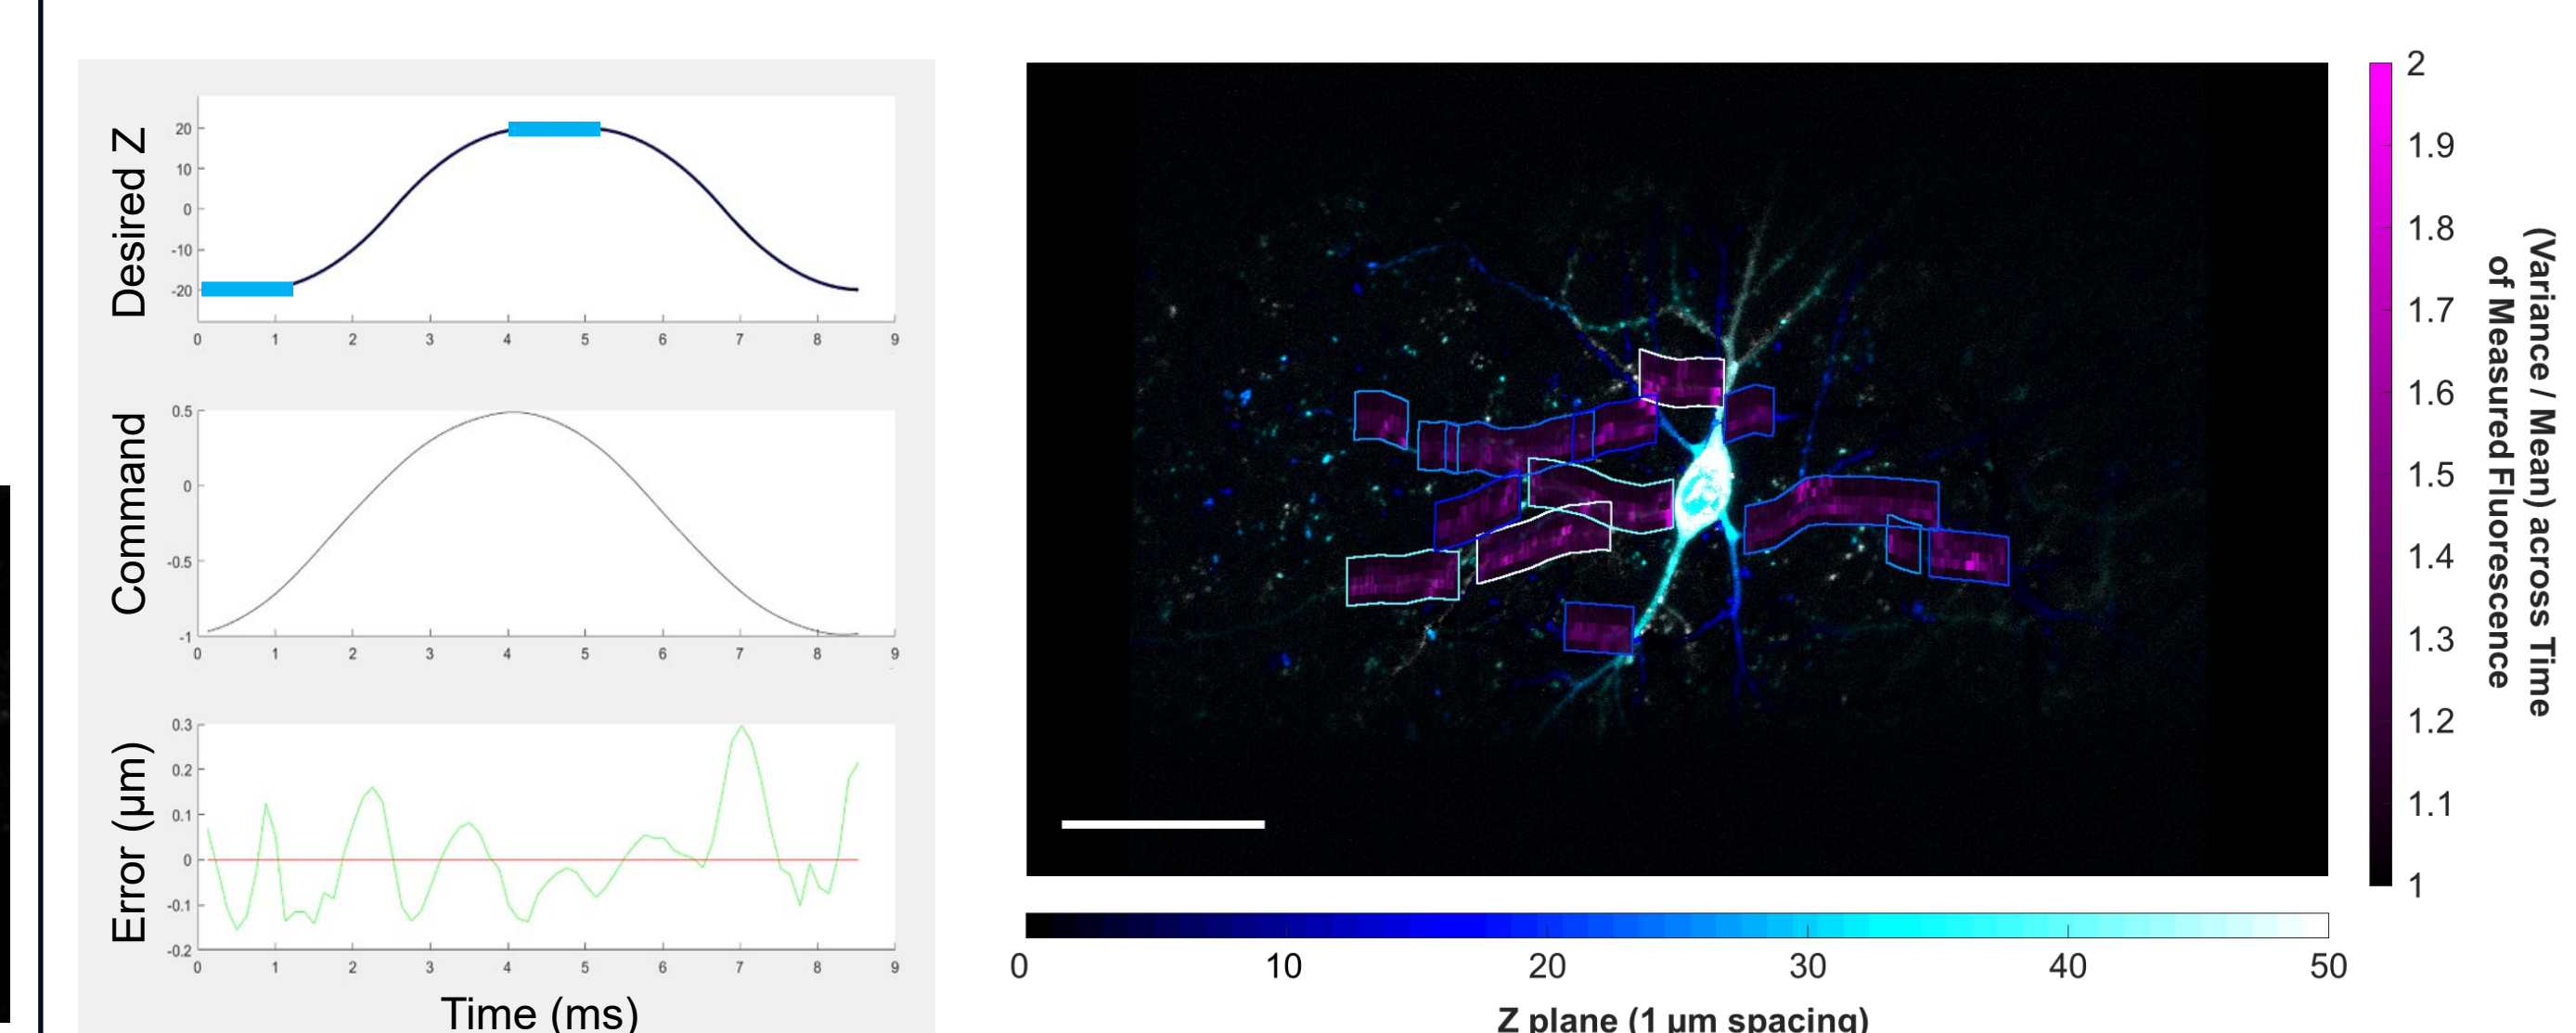 Desired Z
20
10
0
-10
-20
0 1 2 3 4 5 6 7 8 9
Command
0.5
0
-0.5
-1
0 1 2 3 4 5 6 7 8 9
Error (µm)
0.3
0.2
0.1
0
-0.1
-0.2
0 1 2 3 4 5 6 7 8 9
Time (ms)
2
1.9
1.8
1.7
1.6
1.5
1.4
1.3
1.2
1.1
1
(Variance / Mean) across Time
of Measured Fluorescence
0 10 20 30 40 50
Z plane (1 µm spacing)